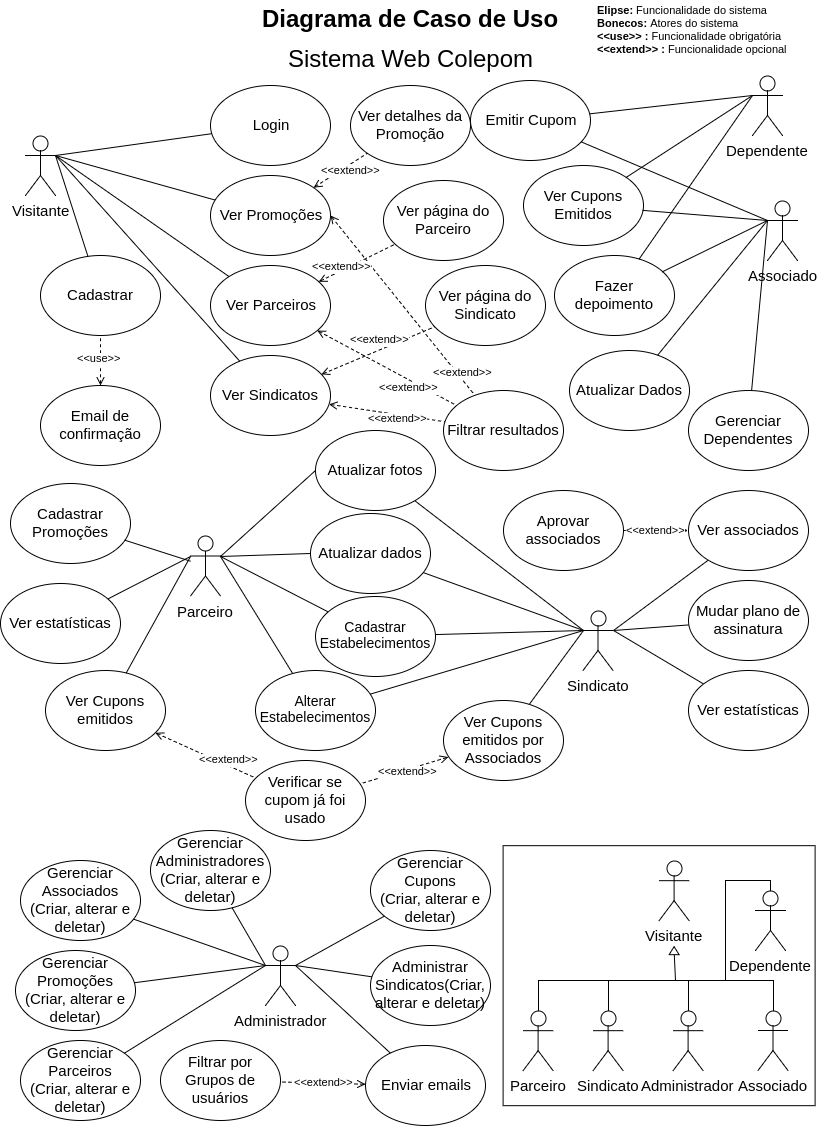 Diagrama de Caso de Uso
Sistema Web Colepom
Elipse: Funcionalidade do sistema
Bonecos: Atores do sistema
<<use>> : Funcionalidade obrigatória
<<extend>> : Funcionalidade opcional
Visitante
Login
Ver detalhes da
Promoção
Emitir Cupom
Dependente
<<extend>>
Ver Promoções
Ver página do
Parceiro
Ver Cupons
Emitidos
Associado
Cadastrar
<<extend>>
Ver Parceiros
Ver página do
Sindicato
Fazer
depoimento
<<use>>
<<extend>>
<<extend>>
<<extend>>
Ver Sindicatos
Atualizar Dados
Email de
confirmação
<<extend>>
Filtrar resultados
Gerenciar
Dependentes
Atualizar fotos
Cadastrar
Promoções
Aprovar
associados
<<extend>>
Ver associados
Atualizar dados
Parceiro
Ver estatísticas
Cadastrar
Estabelecimentos
Mudar plano de
assinatura
Sindicato
Ver Cupons
emitidos
Alterar
Estabelecimentos
Ver Cupons
emitidos por
Associados
Ver estatísticas
<<extend>>
<<extend>>
Verificar se
cupom já foi
usado
Gerenciar
Administradores
(Criar, alterar e
deletar)
Gerenciar
Associados
(Criar, alterar e
deletar)
Gerenciar
Cupons
(Criar, alterar e
deletar)
Gerenciar
Promoções
(Criar, alterar e
deletar)
Administrador
Administrar
Sindicatos(Criar,
alterar e deletar)
Gerenciar
Parceiros
(Criar, alterar e
deletar)
Filtrar por
Grupos de
usuários
<<extend>>
Enviar emails
Visitante
Dependente
Parceiro
Sindicato
Administrador
Associado